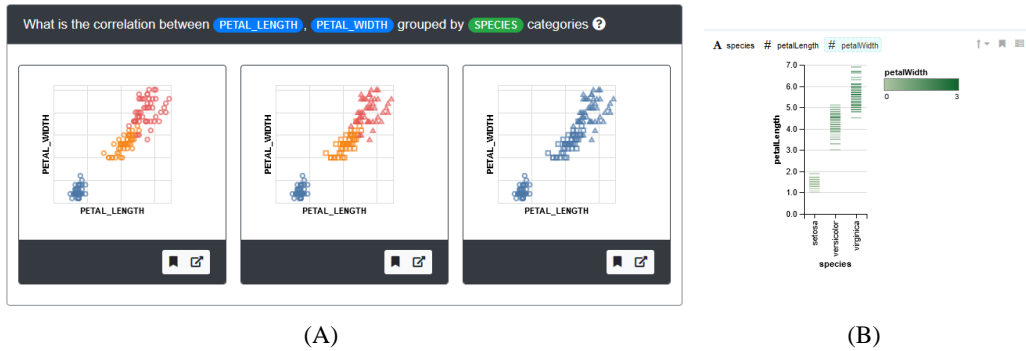 What is the correlation between PETAL_LENGTH, PETAL_WIDTH grouped by SPECIES categories ?
PETAL_WIDTH
PETAL_LENGTH
PETAL_WIDTH
PETAL_LENGTH
PETAL_WIDTH
PETAL_LENGTH
(A)
A species # petalLength # petalWidth
7.0
6.0
5.0
4.0
3.0
2.0
1.0
0.0
petalLength
setosa
versicolor
virginica
species
petalWidth
0 3
(B)